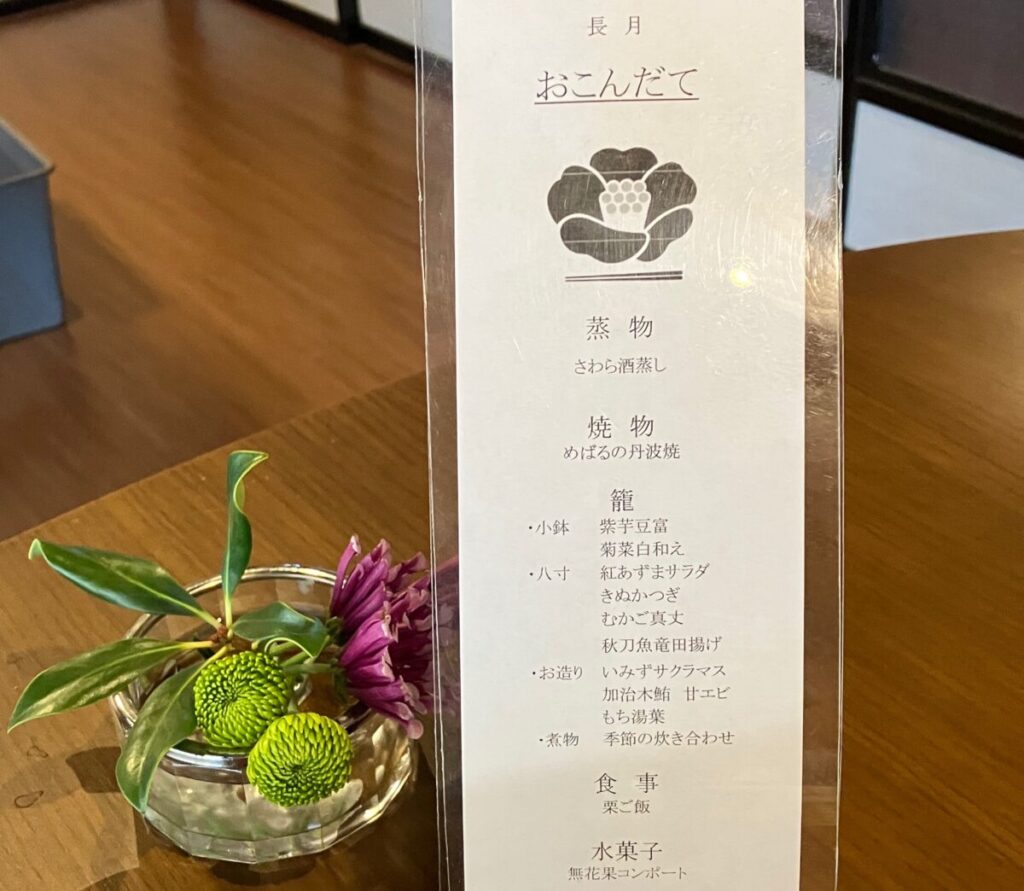 長 月
おこんだて
蒸 物
さわら酒蒸し
焼 物
めばるの丹波焼
籠
・小鉢 紫芋豆富
菊菜白和え
・八寸 紅あずまサラダ
きぬかつぎ
むかご真丈
秋刀魚竜田揚げ
・お造り いみずサクラマス
加治木鮪 甘エビ
もち湯葉
・煮物 季節の炊き合わせ
食 事
栗ご飯
水菓子
無花果コンポート